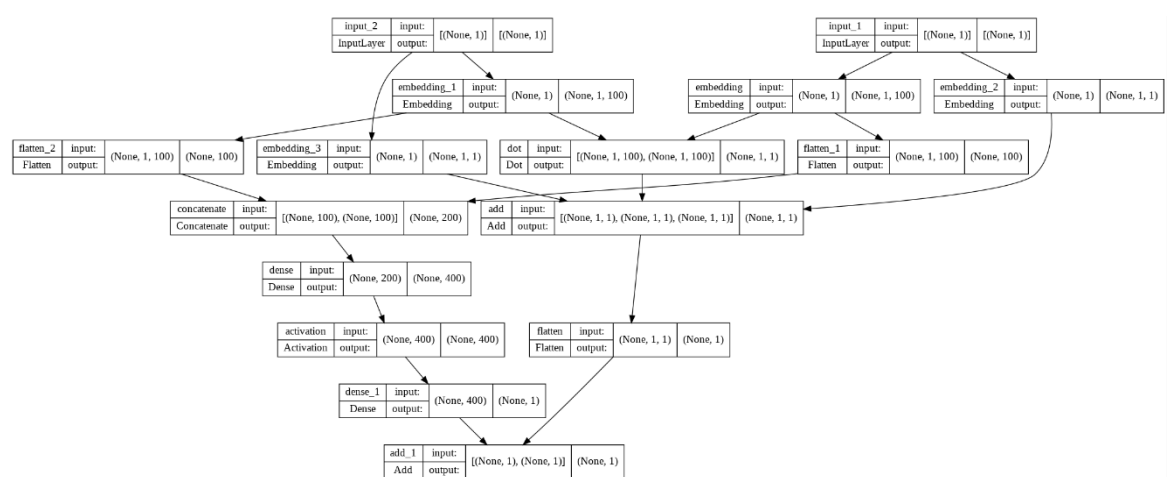 input_2 input: [(None, 1)] [(None, 1)]
InputLayer output:
input_1 input: [(None, 1)] [(None, 1)]
InputLayer output:
embedding_1 input: (None, 1) (None, 1, 100)
Embedding output:
embedding input: (None, 1) (None, 1, 100)
Embedding output:
embedding_2 input: (None, 1) (None, 1, 1)
Embedding output:
flatten_2 input: (None, 1, 100) (None, 100)
Flatten output:
embedding_3 input: (None, 1) (None, 1, 1)
Embedding output:
dot input: [(None, 1, 100), (None, 1, 100)] (None, 1, 1)
Dot output:
flatten_1 input: (None, 1, 100) (None, 100)
Flatten output:
concatenate input: [(None, 100), (None, 100)] (None, 200)
Concatenate output:
add input: [(None, 1, 1), (None, 1, 1), (None, 1, 1)] (None, 1, 1)
Add output:
dense input: (None, 200) (None, 400)
Dense output:
activation input: (None, 400) (None, 400)
Activation output:
flatten input: (None, 1, 1) (None, 1)
Flatten output:
dense_1 input: (None, 400) (None, 1)
Dense output:
add_1 input: [(None, 1), (None, 1)] (None, 1)
Add output: